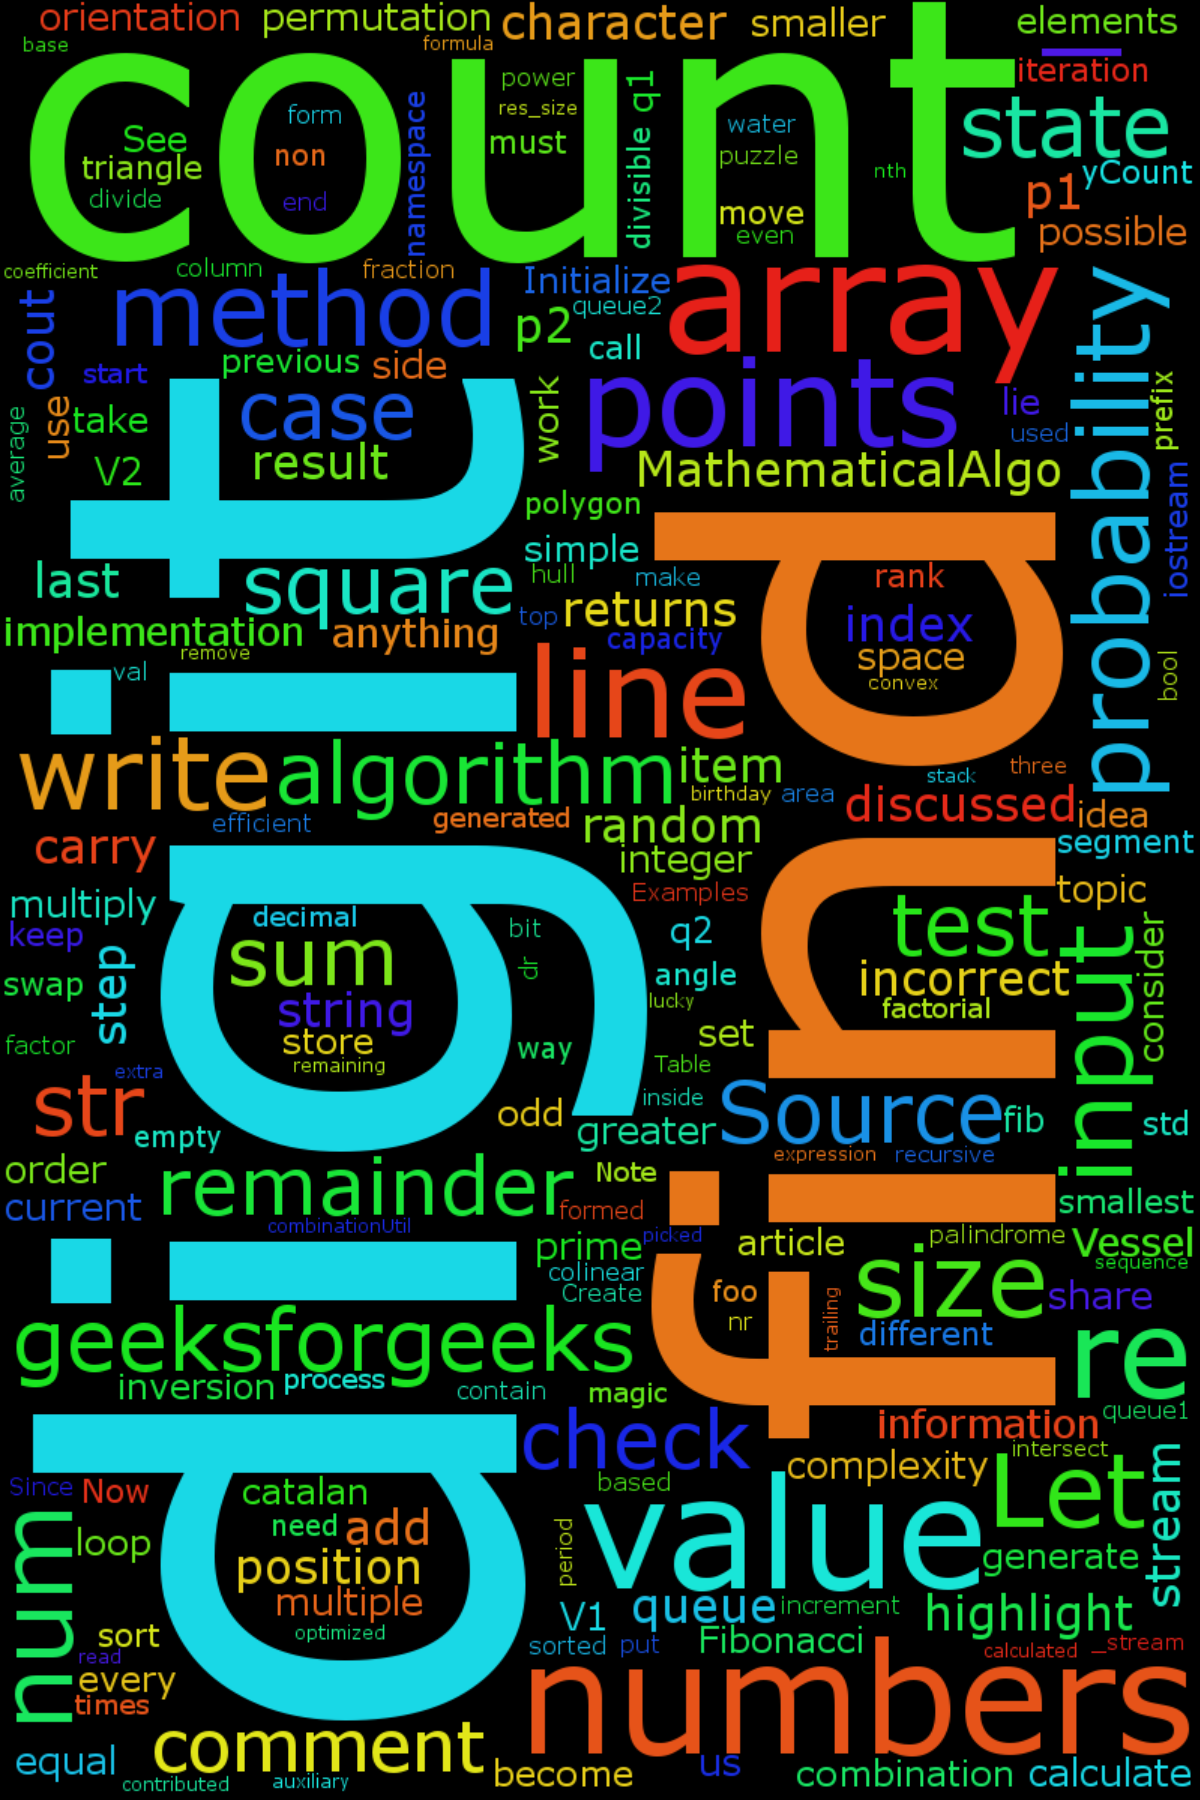 orientation
permutation
character
smaller
elements
base
formula
count
iteration
power
res_size
must
divisible
q1
namespace
form
non
end
See
triangle
divide
water
puzzle
move
even
nth
state
yCount
p1
possible
coefficient
column
fraction
method
Initialize
queue2
array
p2
call
cout
start
previous
side
probability
average
use
take
V2
case
result
work
points
lie
used
prefix
MathematicalAlgo
iostream
digit
polygon
simple
find
last
square
hull
make
rank
top
returns
index
implementation
anything
capacity
space
remove
convex
val
bool
line
write
algorithm
item
stack
three
birthday
area
discussed
idea
efficient
generated
random
carry
integer
segment
Examples
topic
multiply
decimal
bit
q2
test
keep
sum
dr
angle
incorrect
input
consider
swap
step
string
lucky
factorial
store
set
factor
remaining
way
Table
extra
inside
str
odd
Source
fib
std
empty
greater
expression
recursive
order
remainder
Note
current
formed
smallest
combinationUtil
picked
prime
article
palindrome
Vessel
sequence
colinear
Create
foo
nr
trailing
size
share
different
geeksforgeeks
re
inversion
process
contain
magic
queue1
check
information
intersect
based
complexity
Since
Now
catalan
value
Let
stream
num
need
add
loop
period
position
generate
multiple
V1
queue
increment
highlight
sort
optimized
sorted
put
Fibonacci
calculated
_stream
read
every
times
numbers
comment
equal
us
contributed
auxiliary
become
combination
calculate